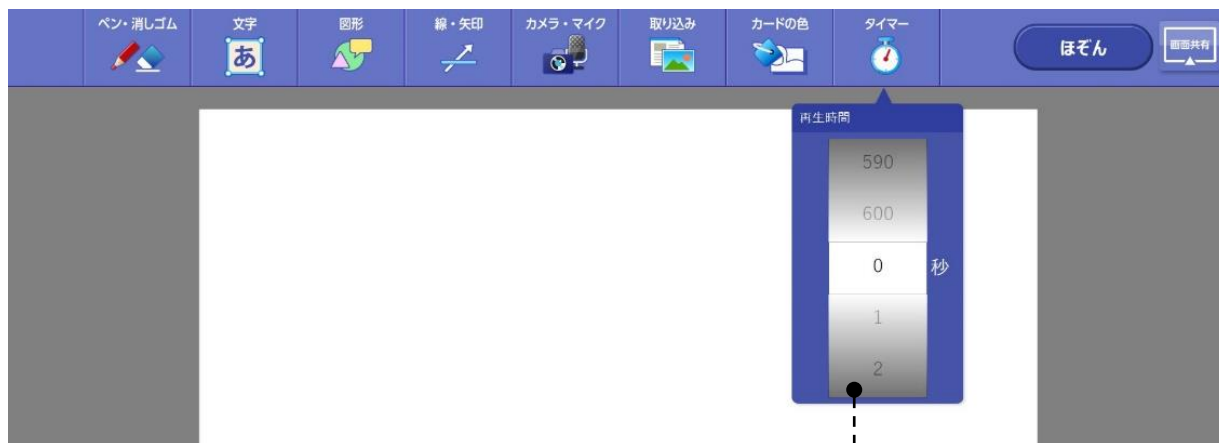 ペン・消しゴム 文字 図形 線・矢印 カメラ・マイク 取り込み カードの色 タイマー
あ
ほぞん
画面共有
再生時間
590
600
0 秒
1
2